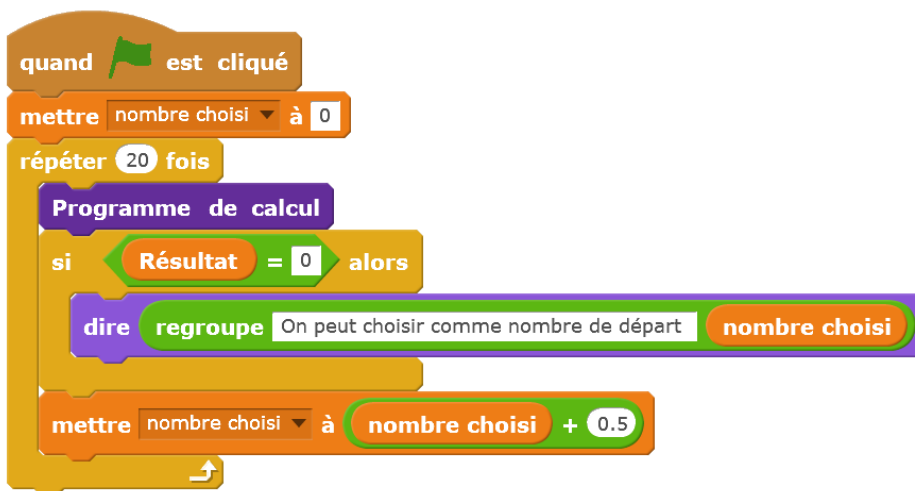 quand est cliqué
mettre nombre choisi à 0
répéter 20 fois
Programme de calcul
si Résultat = 0 alors
dire regroupe On peut choisir comme nombre de départ nombre choisi
mettre nombre choisi à nombre choisi + 0.5